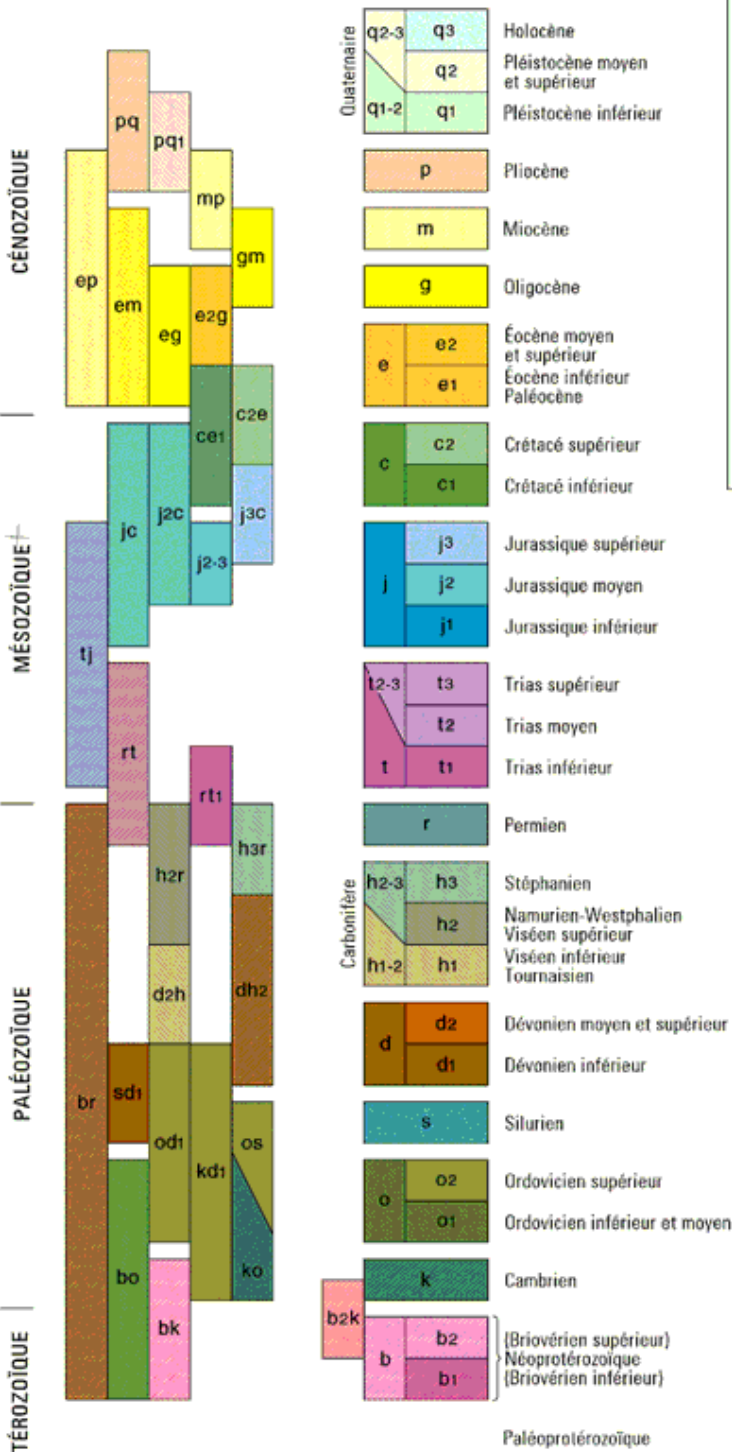 CÉNOZOÏQUE
MÉSOZOÏQUE
PALÉOZOÏQUE
TÉROZOÏQUE
pq
pq1
mp
gm
ep
em
eg
e2g
c2e
ce1
jc
j2c
j3c
j2-3
tj
rt
rt1
h2r
h3r
d2h
dh2
br
sd1
od1
kd1
os
bo
ko
bk
Quaternaire
q2-3
q3
Holocène
q2
Pléistocène moyen
et supérieur
q1-2
q1
Pléistocène inférieur
p
Pliocène
m
Miocène
g
Oligocène
e
e2
Éocène moyen
et supérieur
e1
Éocène inférieur
Paléocène
c
c2
Crétacé supérieur
c1
Crétacé inférieur
j
j3
Jurassique supérieur
j2
Jurassique moyen
j1
Jurassique inférieur
t2-3
t3
Trias supérieur
t2
Trias moyen
t
t1
Trias inférieur
r
Permien
Carbonifère
h2-3
h3
Stéphanien
h2
Namurien-Westphalien
Viséen supérieur
h1-2
h1
Viséen inférieur
Tournaisien
d
d2
Dévonien moyen et supérieur
d1
Dévonien inférieur
s
Silurien
o
o2
Ordovicien supérieur
o1
Ordovicien inférieur et moyen
k
Cambrien
b2k
b
b2
(Briovérien supérieur)
Néoprotérozoïque
b1
(Briovérien inférieur)
Paléoprotérozoïque